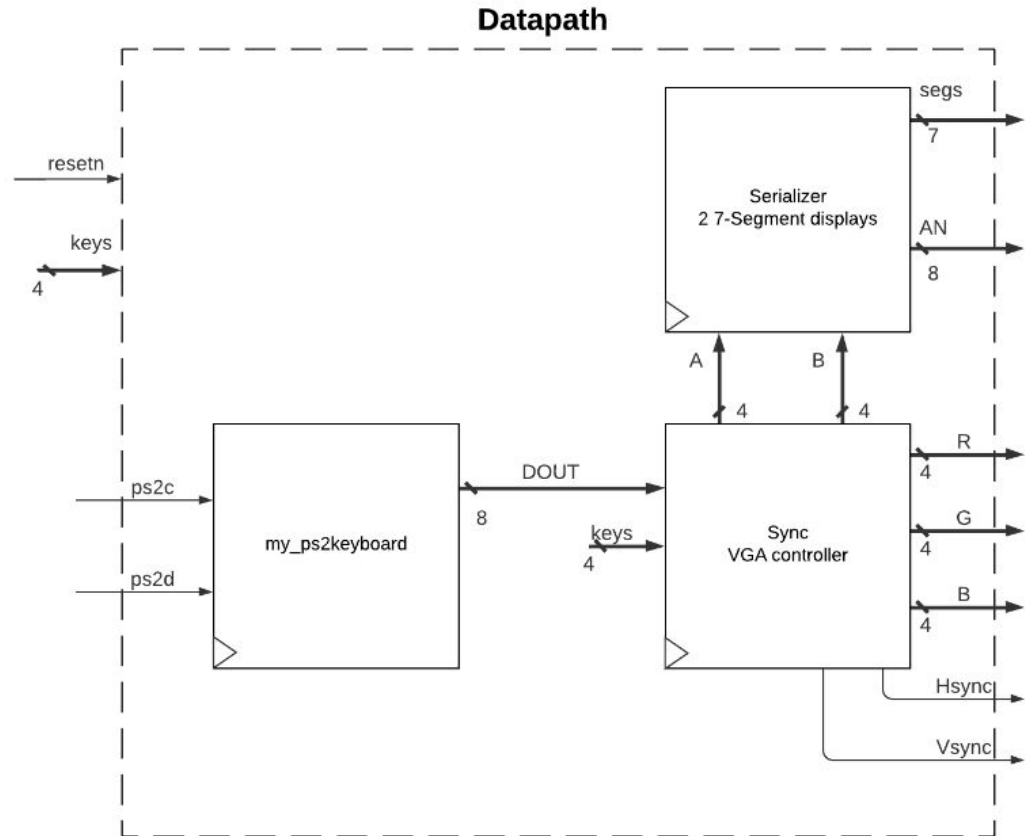 Datapath
segs
7
resetn
Serializer
2 7-Segment displays
AN
8
keys
4
A
B
4
4
R
4
DOUT
8
ps2c
G
4
keys
4
Sync
VGA controller
my_ps2keyboard
ps2d
B
4
Hsync
Vsync